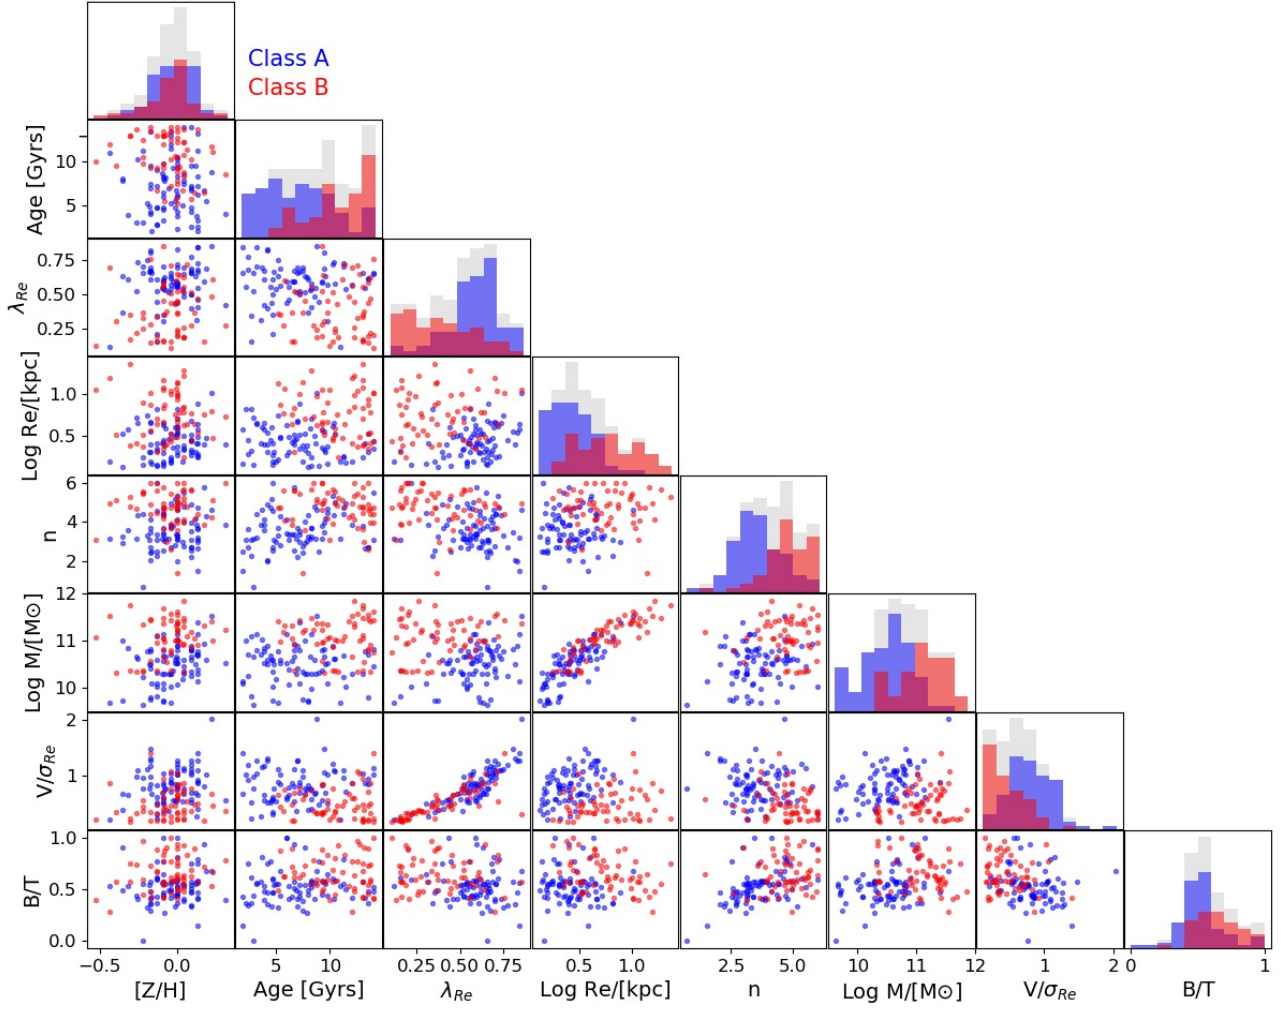 Class A
Class B
Age [Gyrs]
10
5
λRe
0.75
0.50
0.25
Log Re/[kpc]
1.0
0.5
n
6
4
2
Log M/[M⊙]
12
11
10
V/σRe
2
1
B/T
1.0
0.5
0.0
−0.5 0.0 5 10 0.25 0.50 0.75 0.5 1.0 2.5 5.0 10 11 12 1 2 0 1
[Z/H] Age [Gyrs] λRe Log Re/[kpc] n Log M/[M⊙] V/σRe B/T